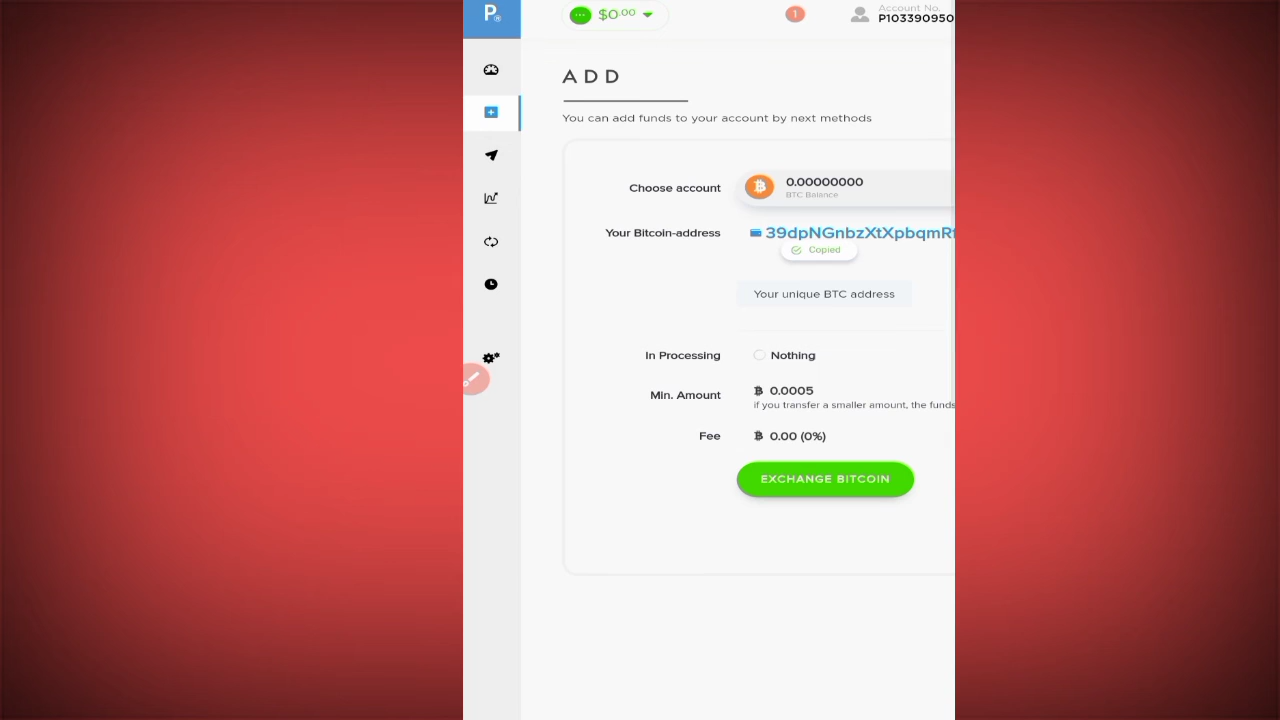 P
$0.00
1
Account No.
P103390950
ADD
You can add funds to your account by next methods
Choose account
0.00000000
BTC Balance
Your Bitcoin-address
39dpNGnbzXtXpbqmR
Copied
Your unique BTC address
In Processing
Nothing
Min. Amount
0.0005
if you transfer a smaller amount, the funds
Fee
0.00 (0%)
EXCHANGE BITCOIN